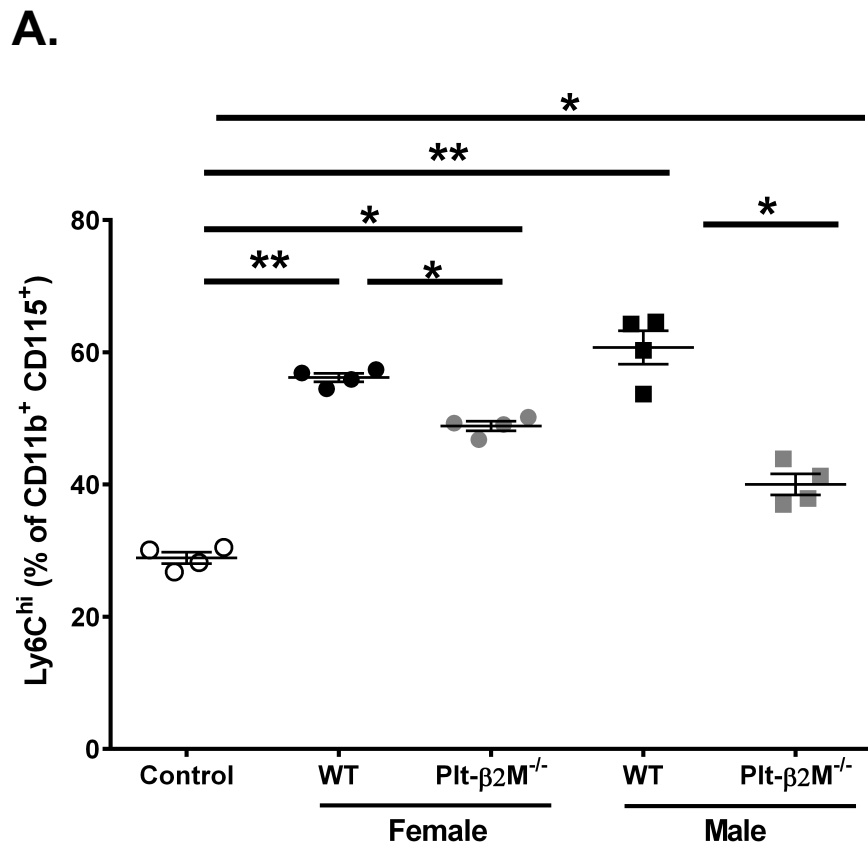 A.
*
**
*
*
**
*
80
60
40
20
0
Ly6C^hi (% of CD11b^+ CD115^+)
Control WT Plt-β2M^-/- WT Plt-β2M^-/-
Female Male